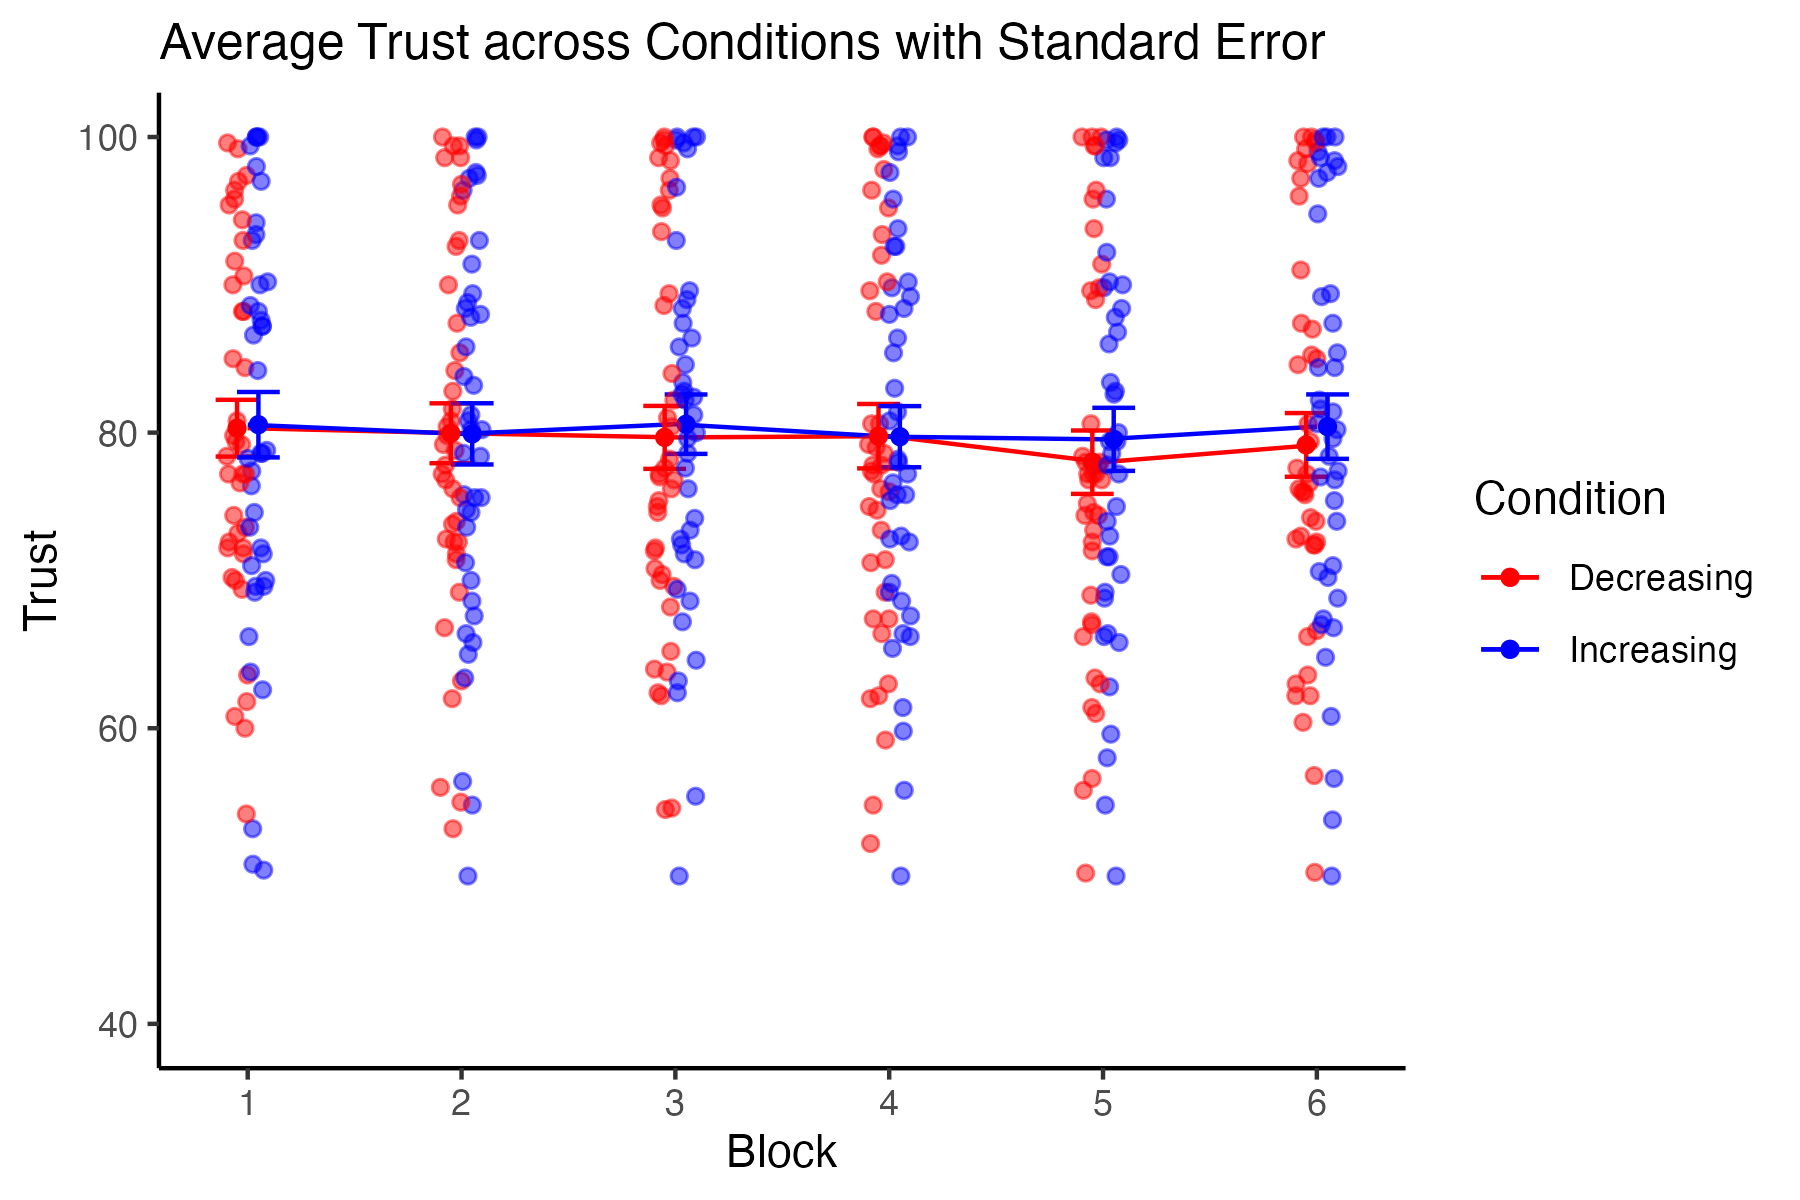 Average Trust across Conditions with Standard Error
100
80
60
40
Trust
1 2 3 4 5 6
Block
Condition
Decreasing
Increasing